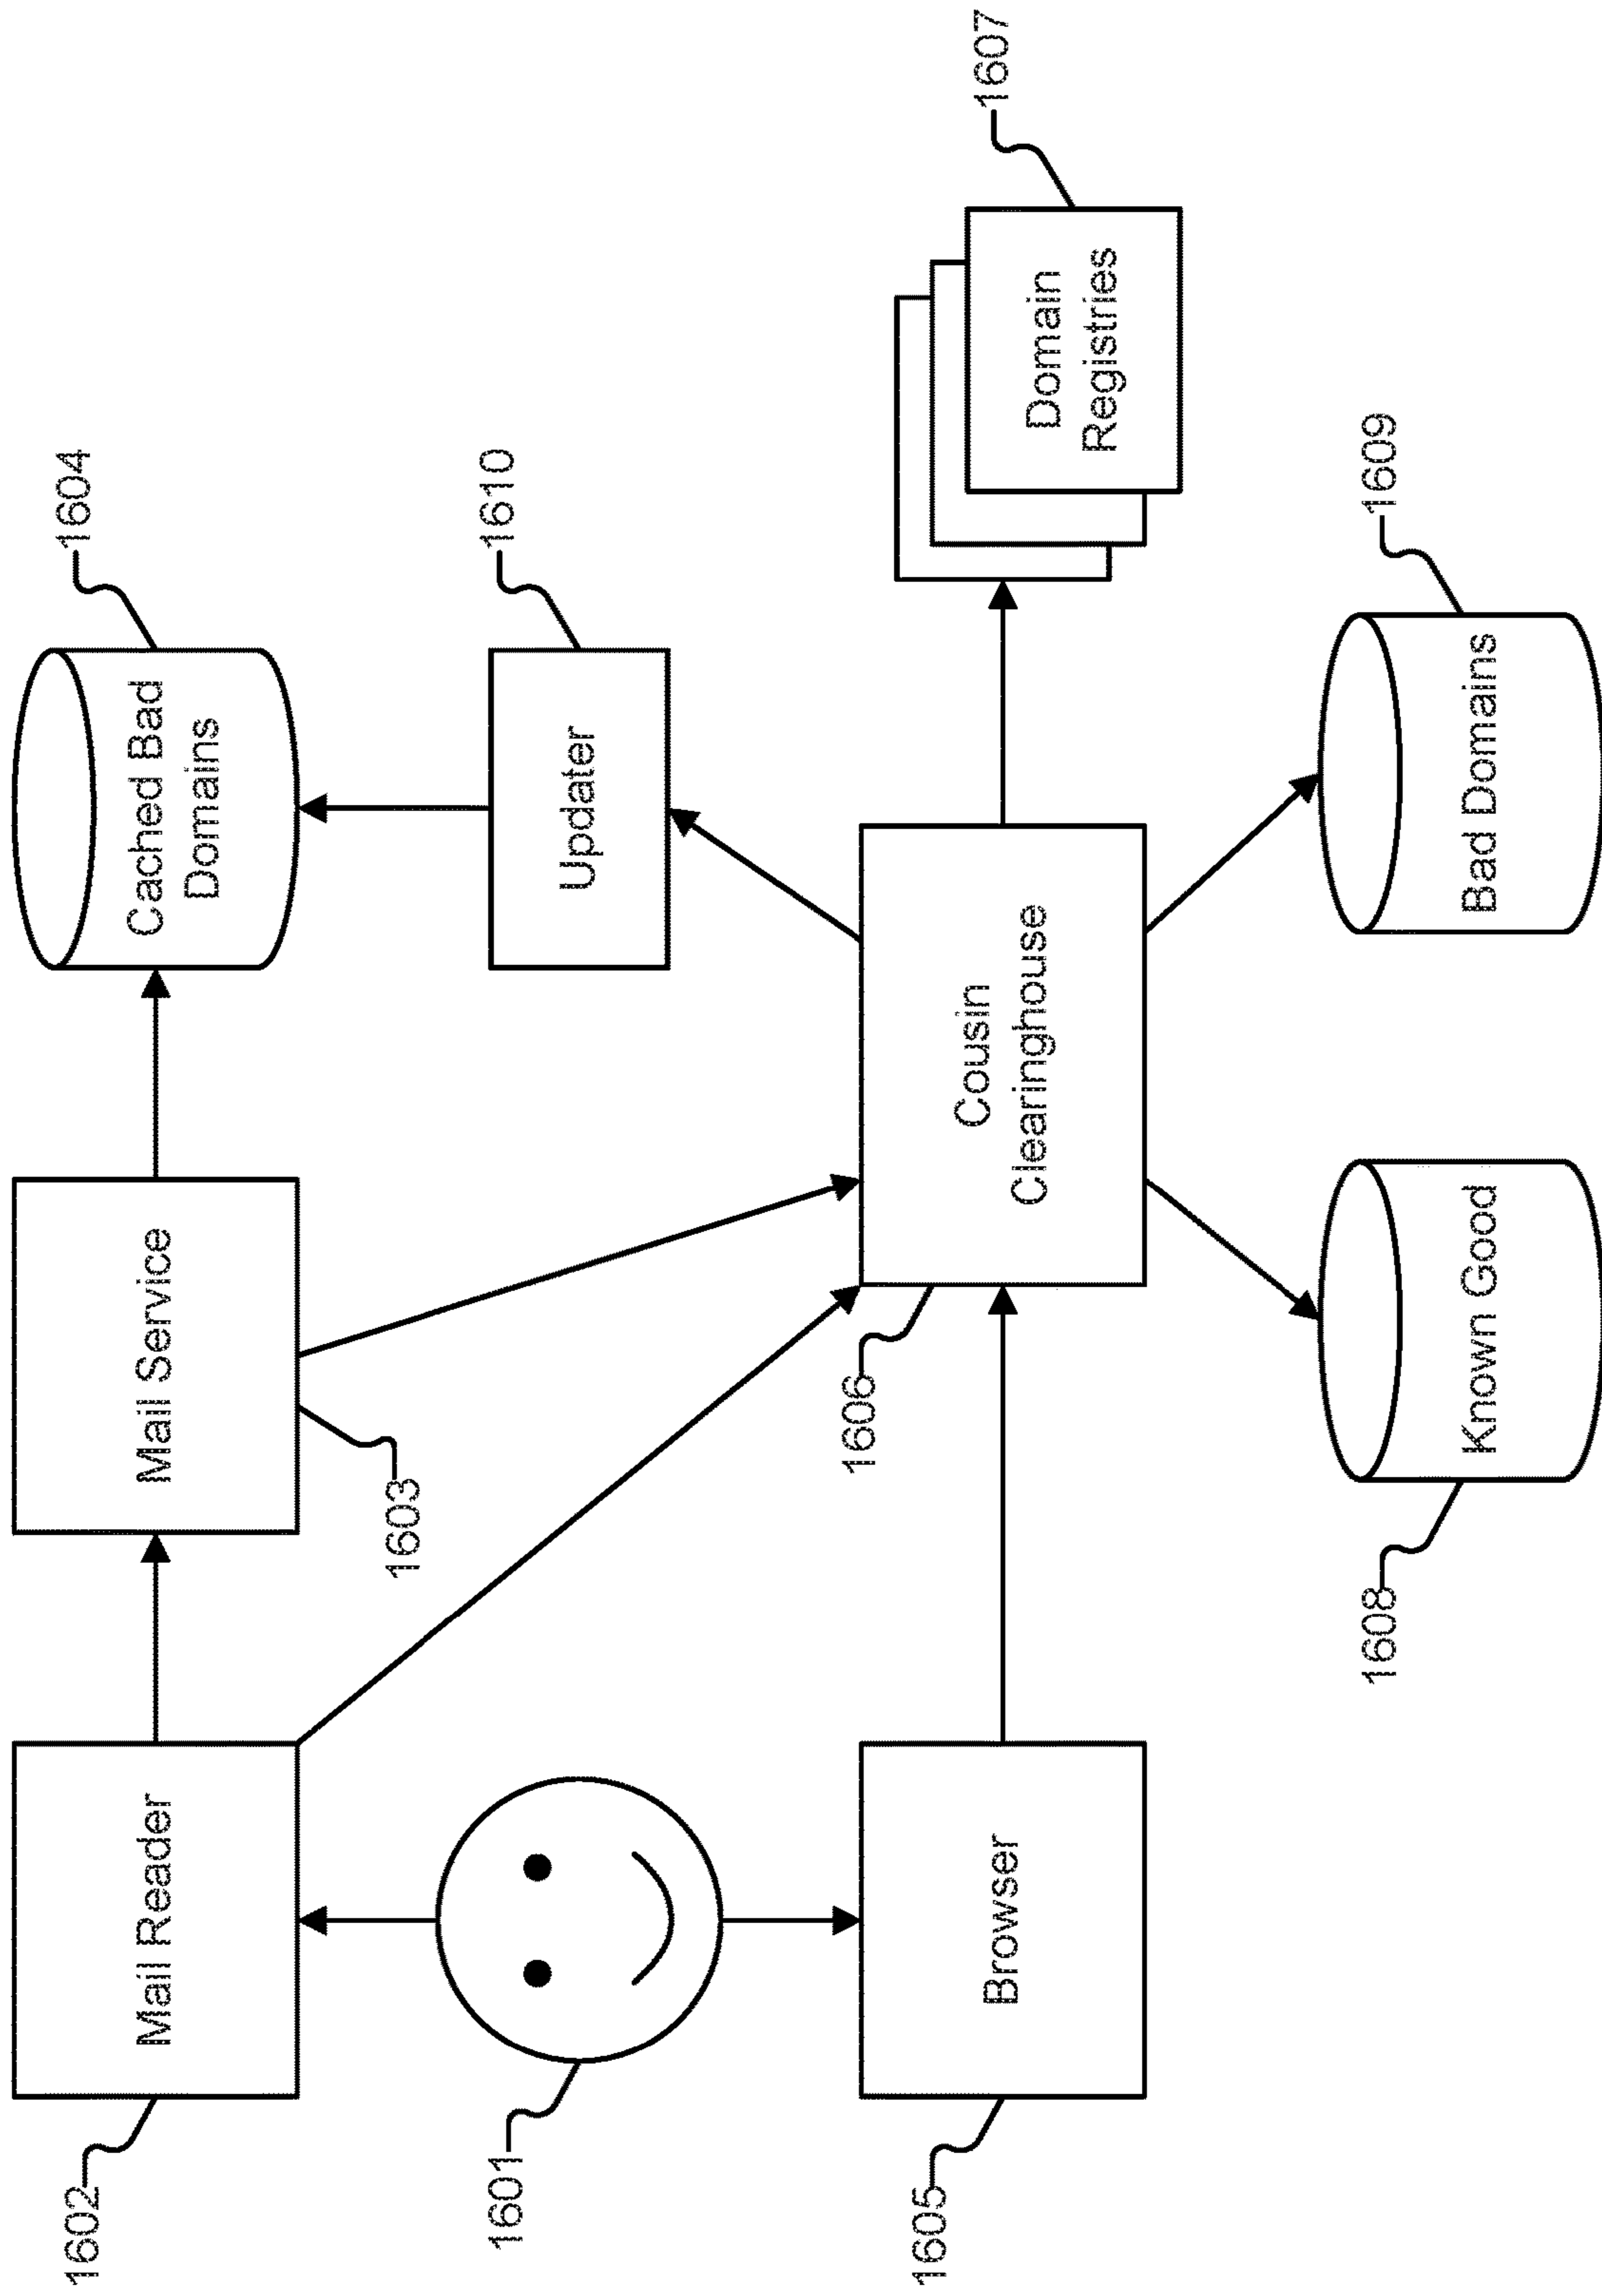 1602
Mail Reader
Mail Service
1603
Cached Bad
Domains
1604
1601
Updater
1610
1605
Browser
1606
Cousin
Clearinghouse
Domain
Registries
1607
1608
Known Good
Bad Domains
1609